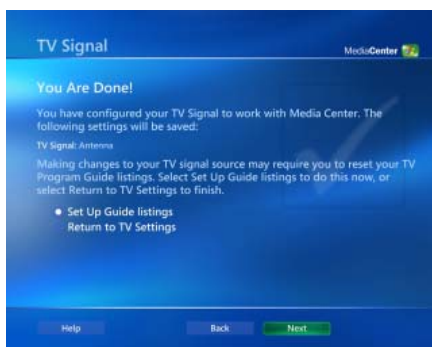 TV Signal
MediaCenter
You Are Done!
You have configured your TV Signal to work with Media Center. The
following settings will be saved:
TV Signal: Antenna
Making changes to your TV signal source may require you to reset your TV
Program Guide listings. Select Set Up Guide listings to do this now, or
select Return to TV Settings to finish.
Set Up Guide listings
Return to TV Settings
Help Back Next